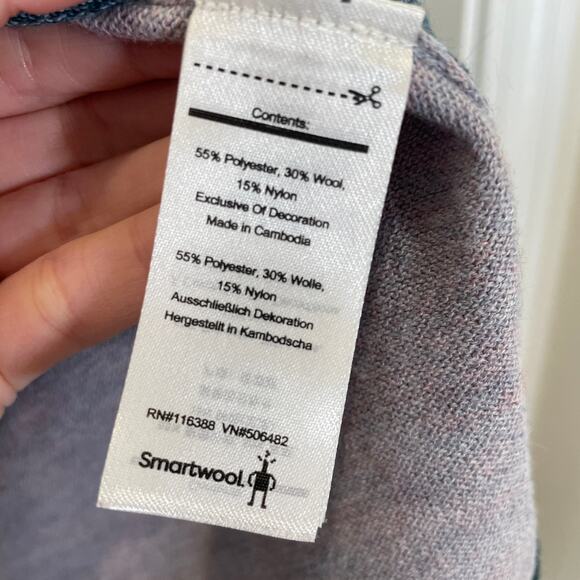 Contents:
55% Polyester, 30% Wool,
15% Nylon
Exclusive Of Decoration
Made in Cambodia
55% Polyester, 30% Wolle,
15% Nylon
Ausschließlich Dekoration
Hergestellt in Kambodscha
RN#116388 VN#506482
Smartwool